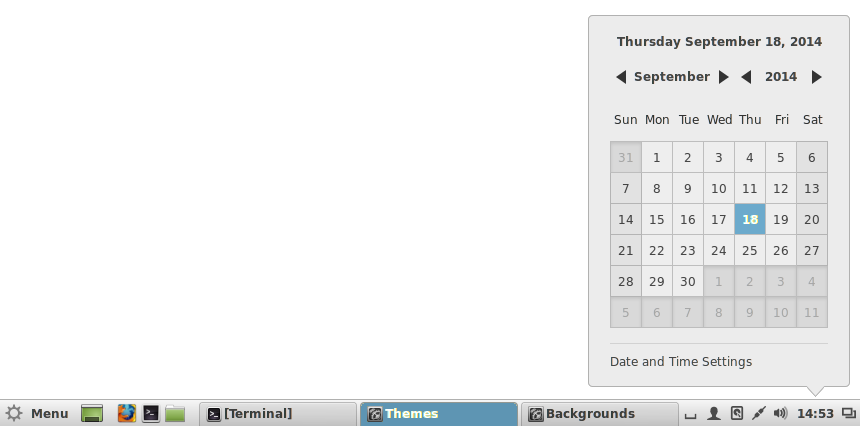 Thursday September 18, 2014
September 2014
Sun Mon Tue Wed Thu Fri Sat
31 1 2 3 4 5 6
7 8 9 10 11 12 13
14 15 16 17 18 19 20
21 22 23 24 25 26 27
28 29 30 1 2 3 4
5 6 7 8 9 10 11
Date and Time Settings
Menu [Terminal] Themes Backgrounds 14:53